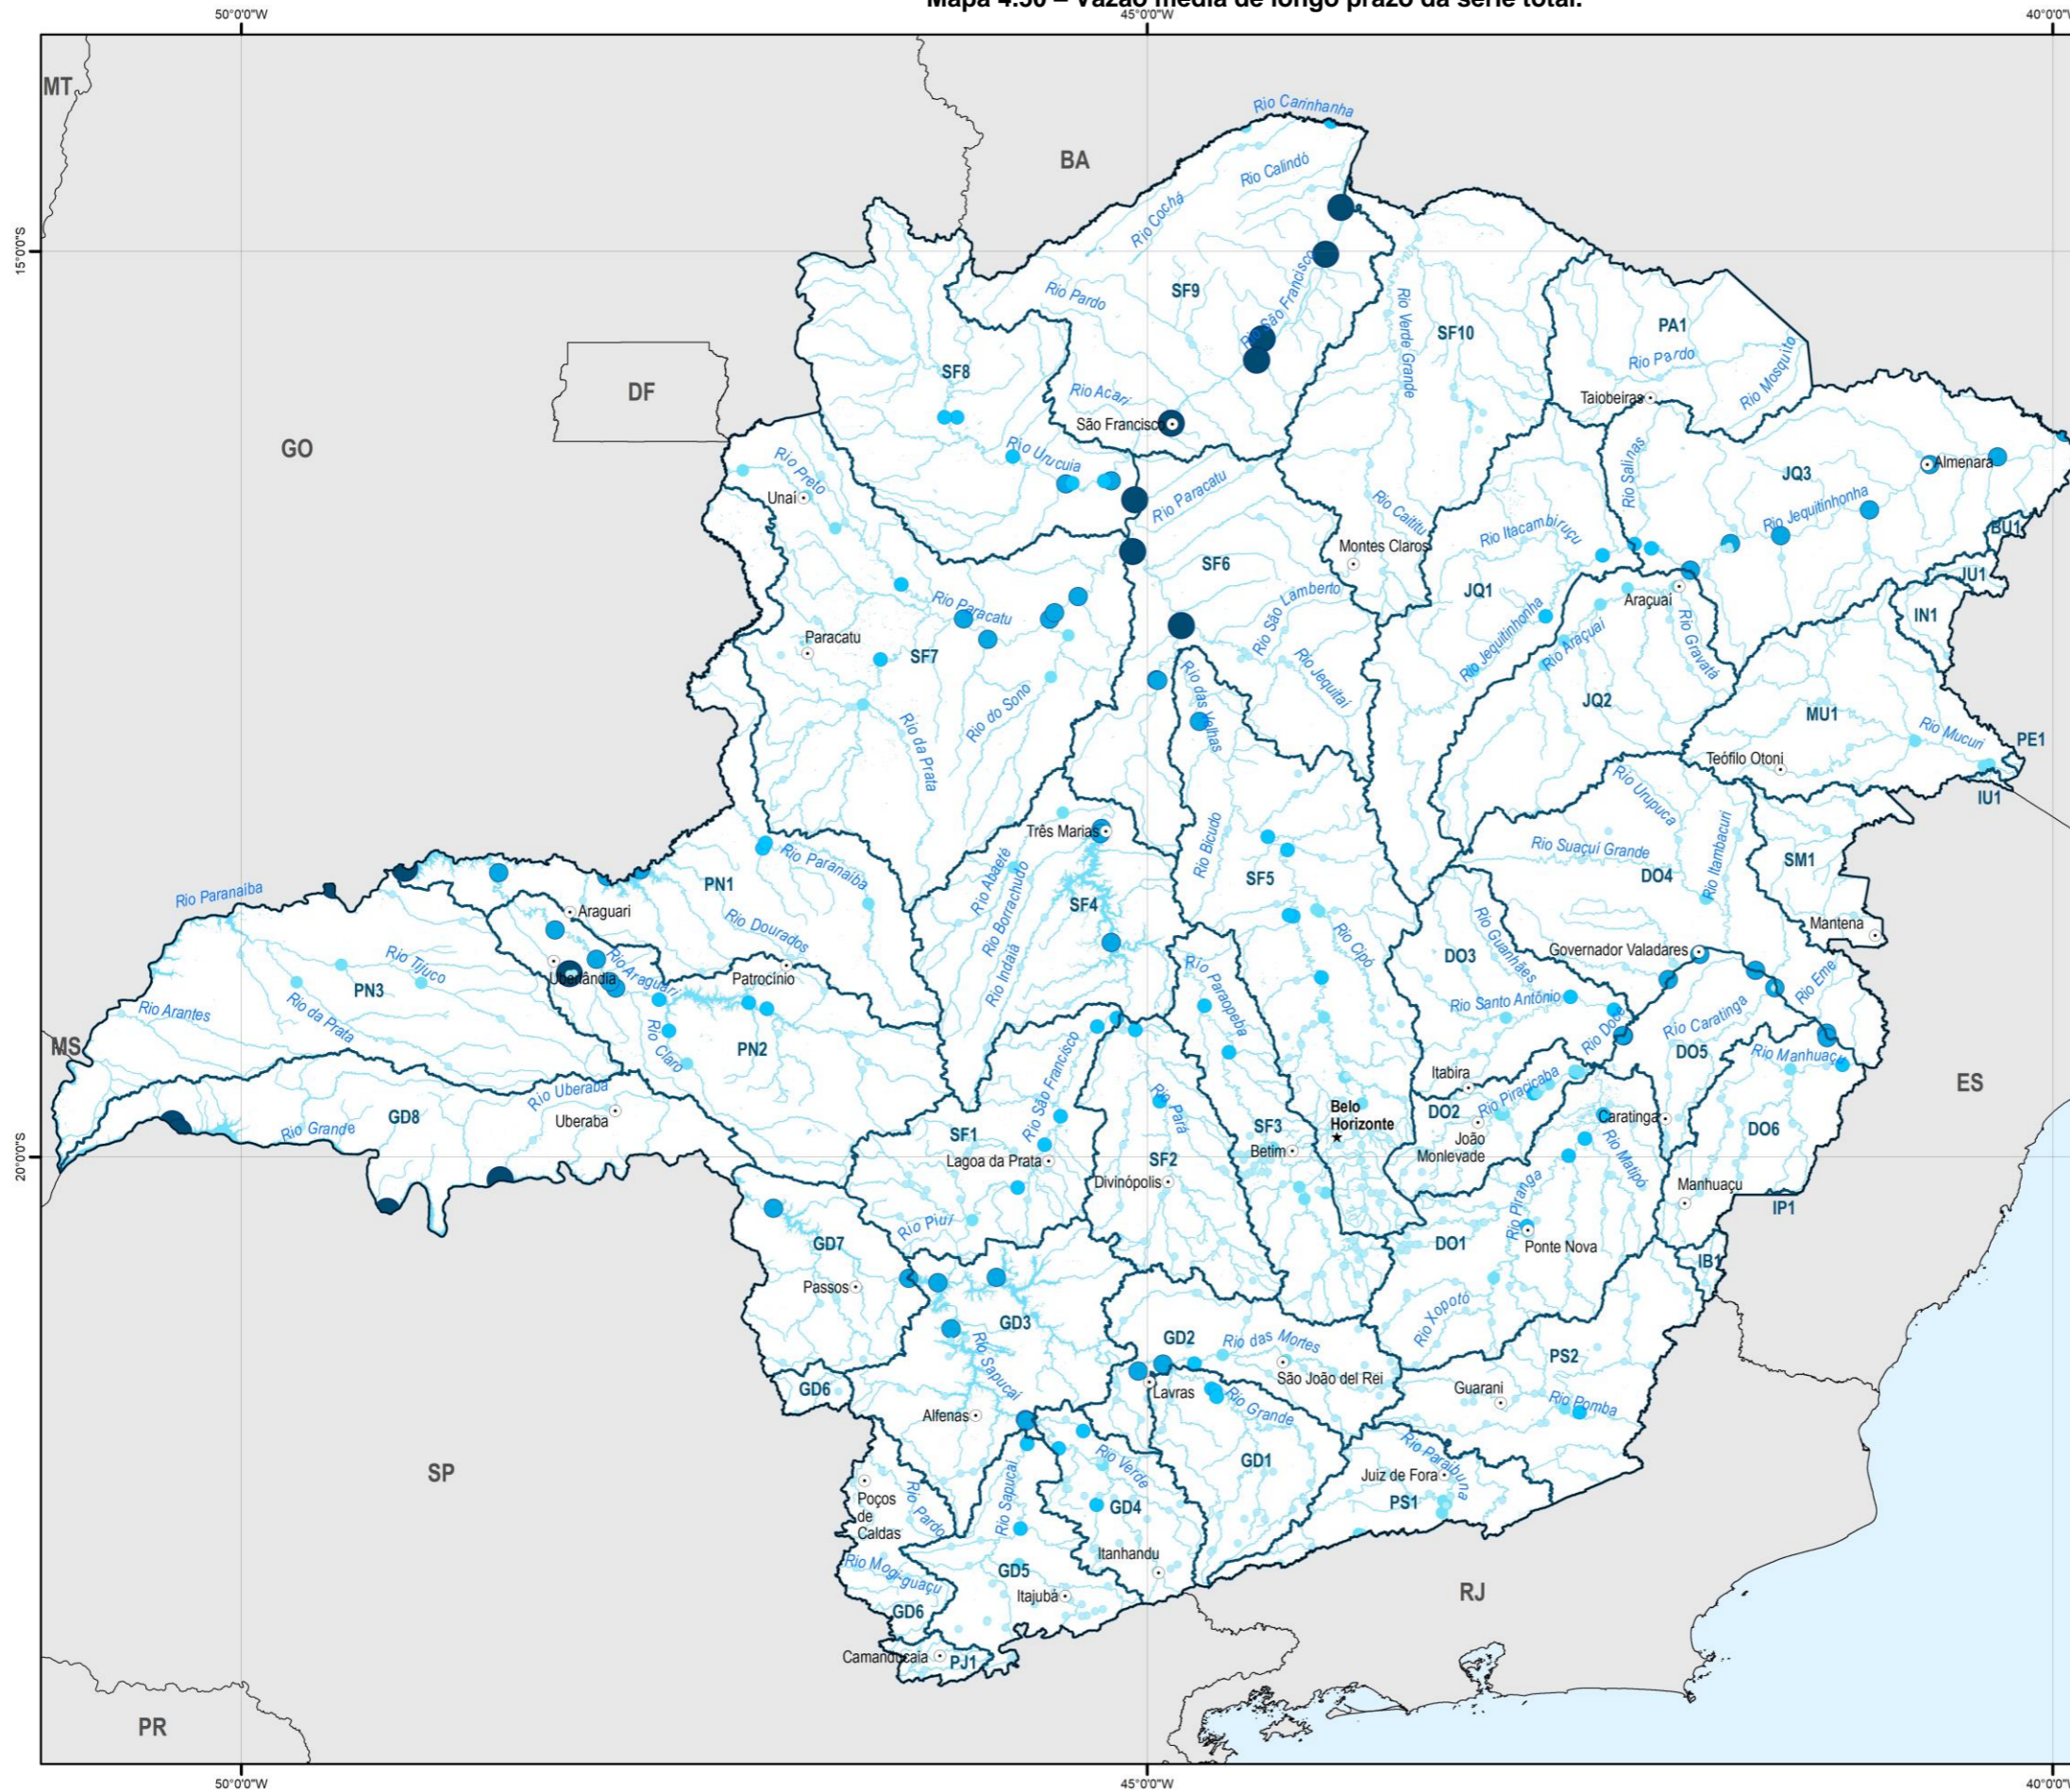 Mapa 4.50 – Vazão média de longo prazo da série total.
50°0'0"W
45°0'0"W
40°0'0"W
MT
BA
Rio Carinhanha
Rio Calindó
Rio Cochá
15°0'0"S
Rio Pardo
SF9
Rio São Francisco
Rio Verde Grande
SF10
PA1
Rio Pardo
Rio Mosquito
SF8
DF
Rio Acari
Taiobeiras
São Francisco
GO
Rio Urucuia
Rio Preto
Unaí
Rio Paracatu
Rio Salinas
JQ3
Almenara
Rio Caititu
Rio Jequitinhonha
BU1
Rio Itacambiruçu
Montes Claros
SF6
JU1
JQ1
Araçuaí
Rio Paracatu
Rio São Lamberto
IN1
Paracatu
SF7
Rio Jequitinhonha
Rio Araçuaí
Rio Gravatá
Rio do Sono
Rio das Velhas
Rio Jequitaí
JQ2
MU1
Rio da Prata
Rio Mucuri
PE1
Teófilo Otoni
IU1
Rio Urupuca
Três Marias
Rio Bicudo
Rio Suaçuí Grande
Rio Itambacuri
SM1
Rio Paranaíba
Rio Paranaíba
PN1
Rio Abaeté
Rio Borrachudo
SF4
SF5
DO4
Araguari
Rio Dourados
Rio Guanhães
Mantena
Rio Cipó
Governador Valadares
DO3
Rio Tijuco
Rio Araguari
Uberlândia
Patrocínio
Rio Indaiá
Rio Paraopeba
PN3
Rio Arantes
Rio da Prata
Rio Santo Antônio
Rio Eme
Rio Doce
Rio Caratinga
MS
Rio Claro
PN2
Rio São Francisco
DO5
Rio Manhuaçu
Itabira
ES
Rio Uberaba
Uberaba
GD8
Rio Grande
Rio Pará
Rio Piracicaba
DO2
Belo
Horizonte
Caratinga
SF1
SF3
DO6
João
Monlevade
20°0'0"S
Lagoa da Prata
SF2
Betim
Rio Matipó
Divinópolis
Manhuaçu
Rio Piuí
Rio Piranga
IP1
GD7
DO1
Ponte Nova
IB1
Passos
GD3
Rio Xopotó
GD2
Rio das Mortes
Rio Sapucaí
PS2
GD6
São João del Rei
Lavras
Guarani
Rio Pomba
Alfenas
Rio Grande
SP
Rio Verde
GD1
Rio Paraibuna
Juiz de Fora
Poços
de
Caldas
Rio Pardo
Rio Sapucaí
GD4
PS1
Itanhandu
Rio Mogi-guaçu
GD5
Itajubá
RJ
GD6
Camanducaia
PJ1
PR
50°0'0"W
45°0'0"W
40°0'0"